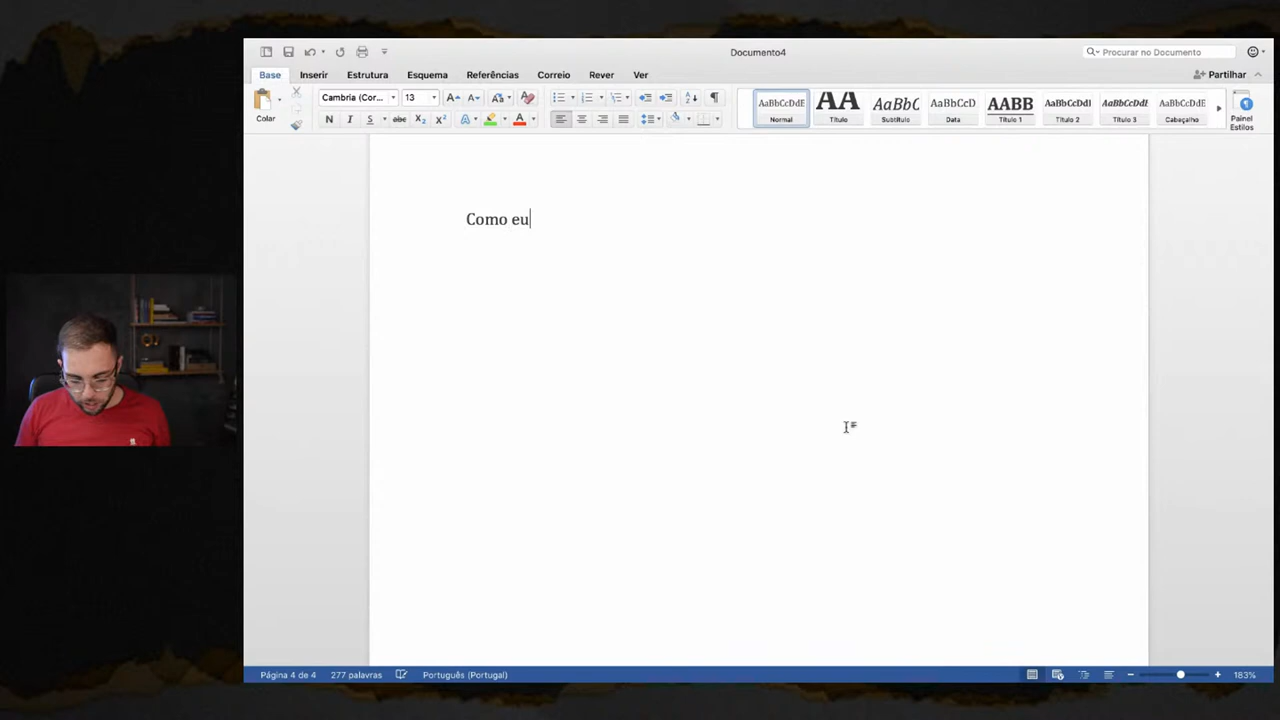 Documento4
Procurar no Documento
Base Inserir Estrutura Esquema Referências Correio Rever Ver
Partilhar
Colar
Cambria (Cor... 13
N I S abc X₂ X²
A
AaBbCcDdE
Normal
AA
Título
AaBbC
Subtítulo
AaBbCcD
Data
AABB
Título 1
AaBbCcDdI
Título 2
AaBbCcDdI
Título 3
AaBbCcDdE
Cabeçalho
Painel
Estilos
Como eu
Página 4 de 4 277 palavras Português (Portugal) 183%